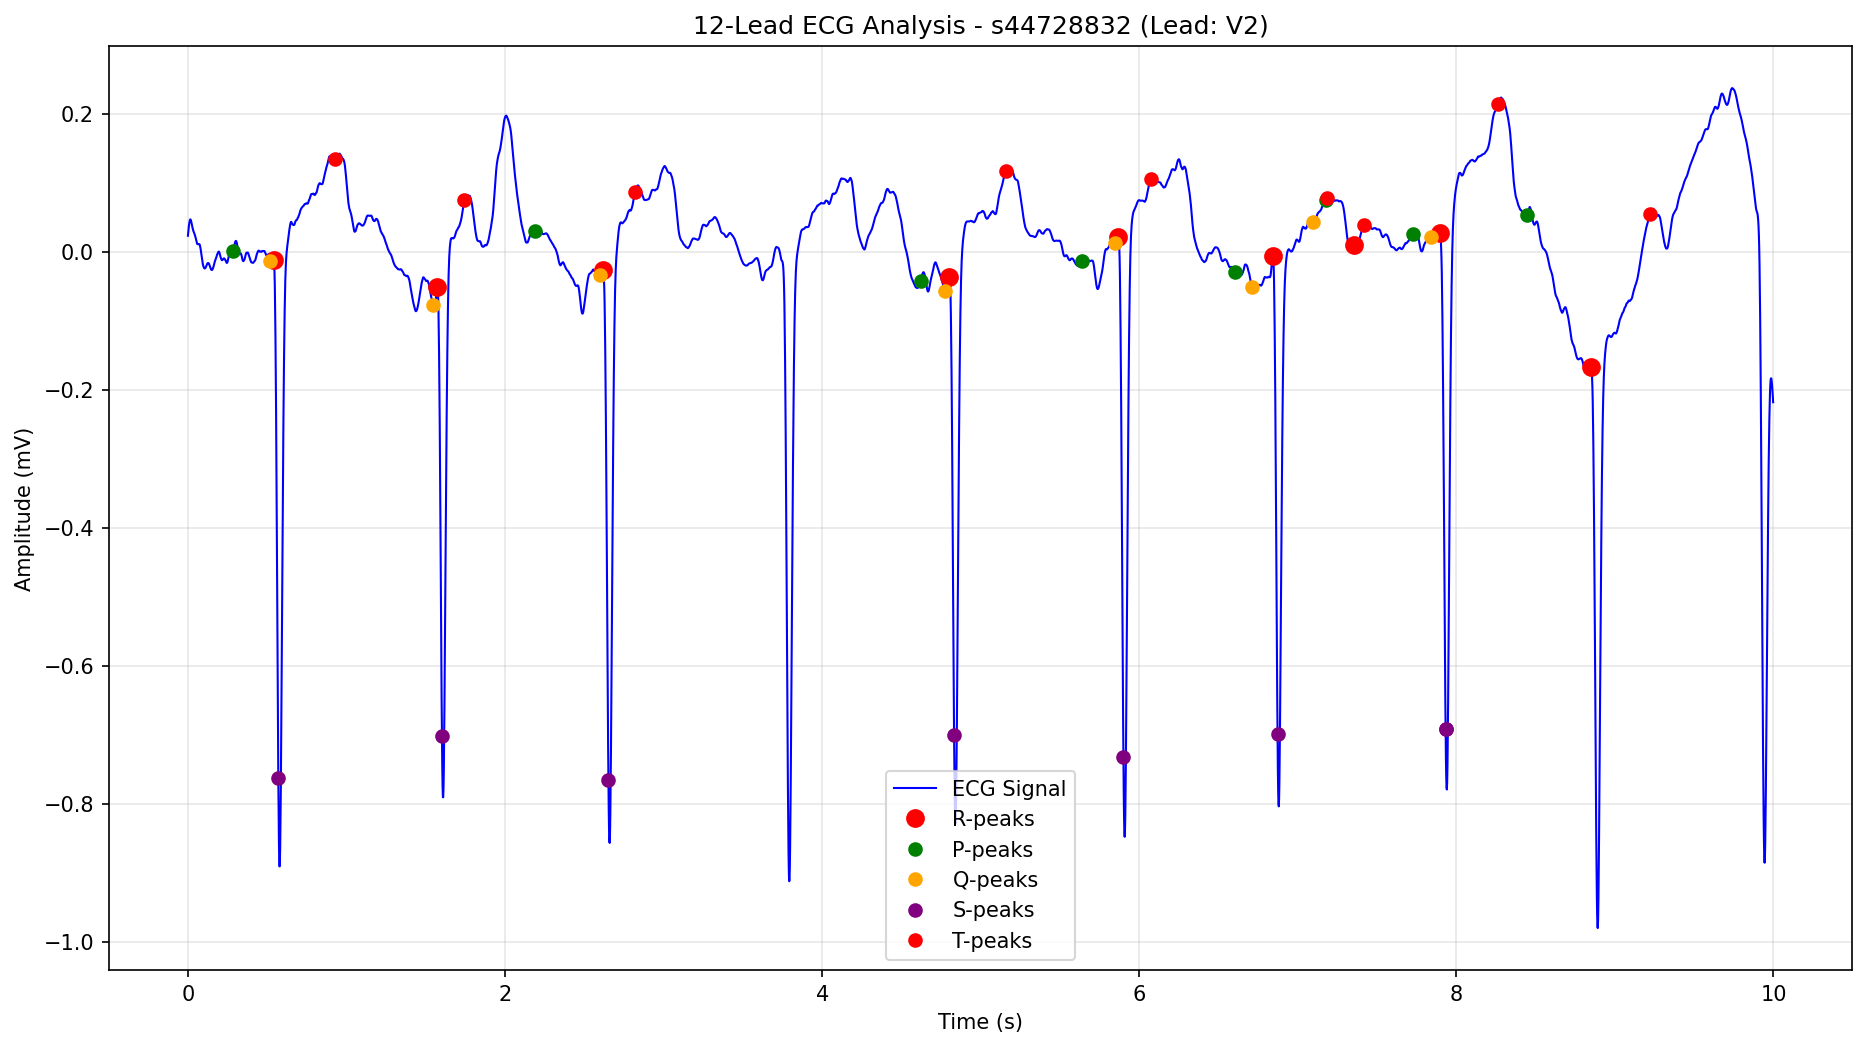 12-Lead ECG Analysis - s44728832 (Lead: V2)
0.2
0.0
−0.2
−0.4
−0.6
−0.8
−1.0
Amplitude (mV)
ECG Signal
R-peaks
P-peaks
Q-peaks
S-peaks
T-peaks
0
2
4
6
8
10
Time (s)